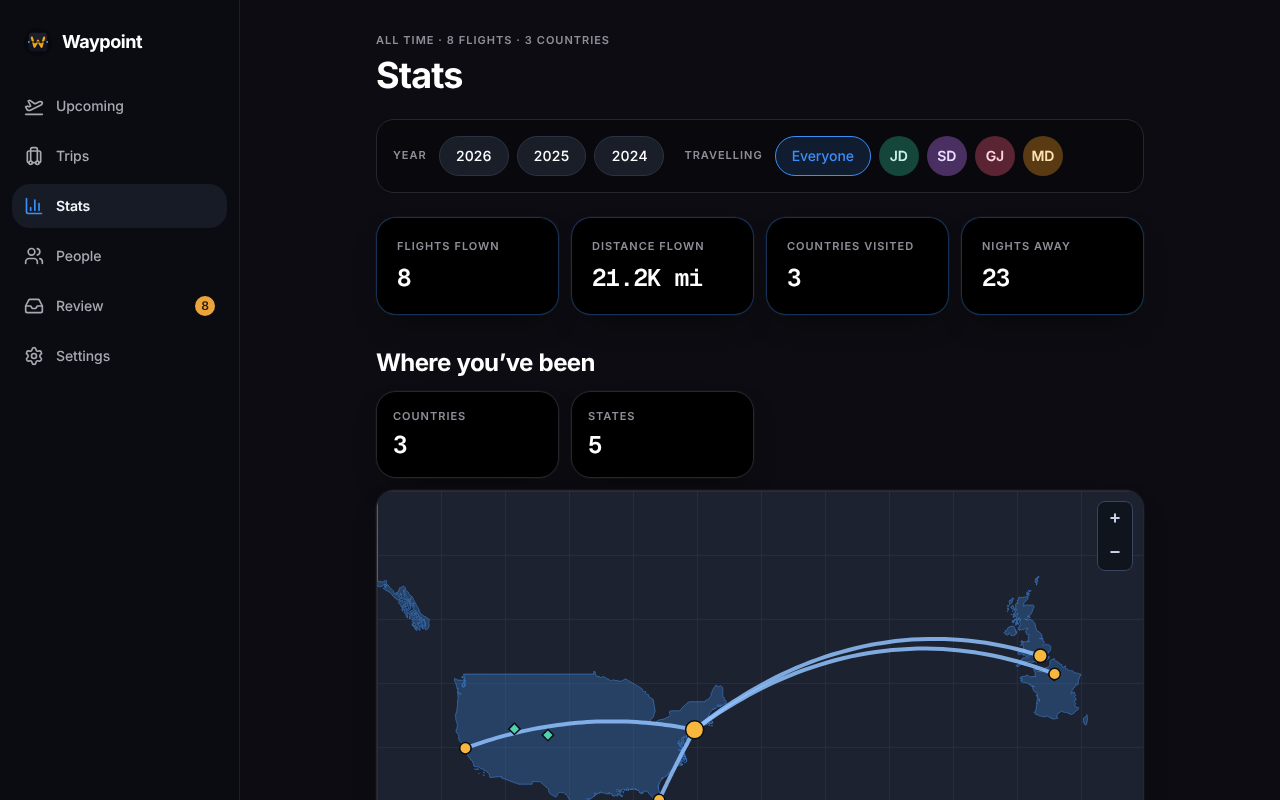 Waypoint
Upcoming
Trips
Stats
People
Review 8
Settings
ALL TIME · 8 FLIGHTS · 3 COUNTRIES
Stats
YEAR 2026 2025 2024 TRAVELLING Everyone JD SD GJ MD
FLIGHTS FLOWN
8
DISTANCE FLOWN
21.2K mi
COUNTRIES VISITED
3
NIGHTS AWAY
23
Where you’ve been
COUNTRIES
3
STATES
5
+
−